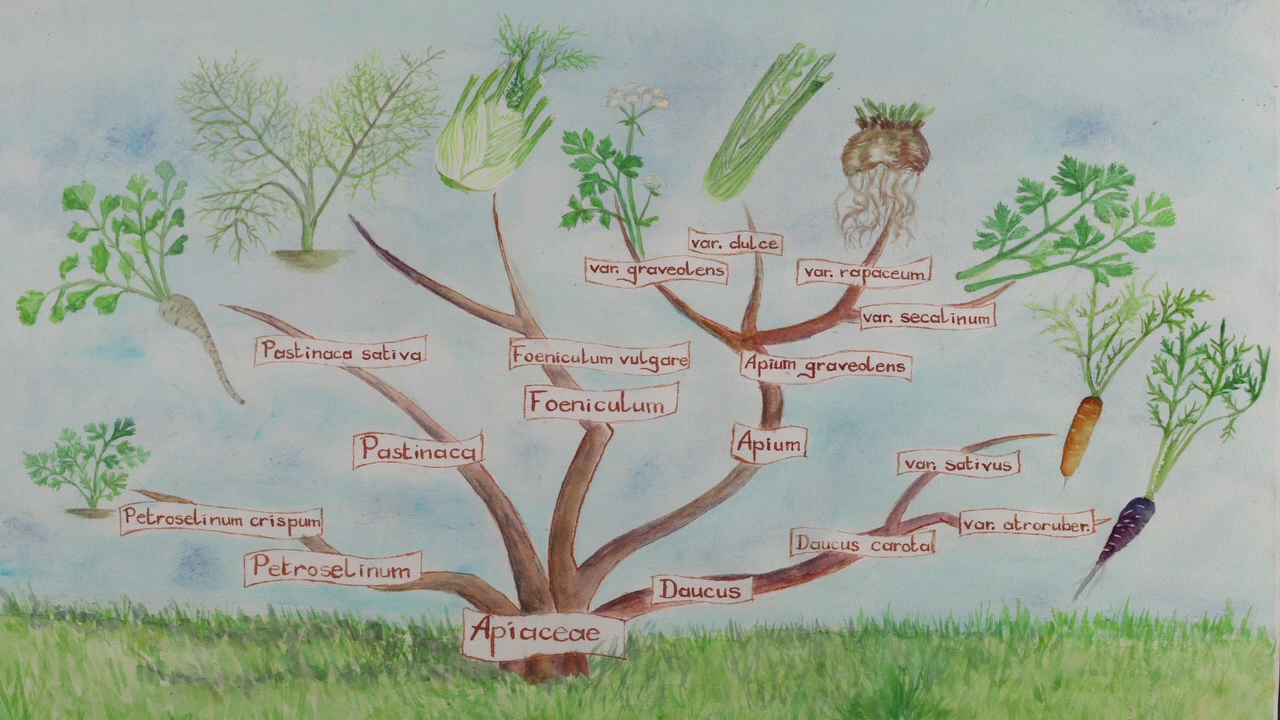 var. dulce
var. graveolens
var. rapaceum
var. secalinum
Pastinaca sativa
Foeniculum vulgare
Apium graveolens
Foeniculum
Pastinaca
Apium
var. sativus
Petroselinum crispum
var. atroruber.
Daucus carota
Petroselinum
Daucus
Apiaceae